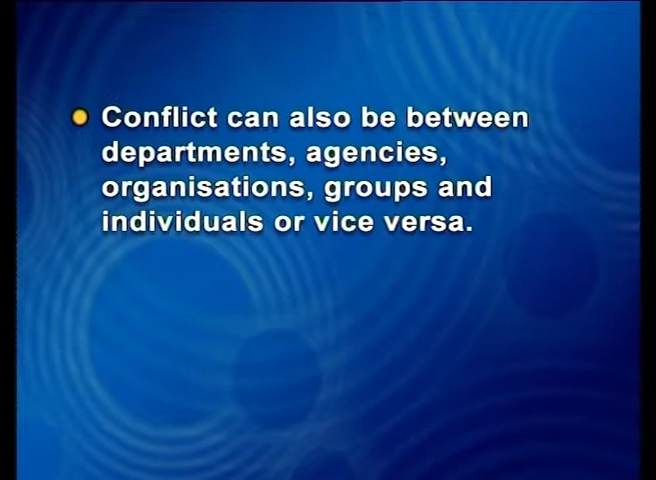 Conflict can also be between
departments, agencies,
organisations, groups and
individuals or vice versa.